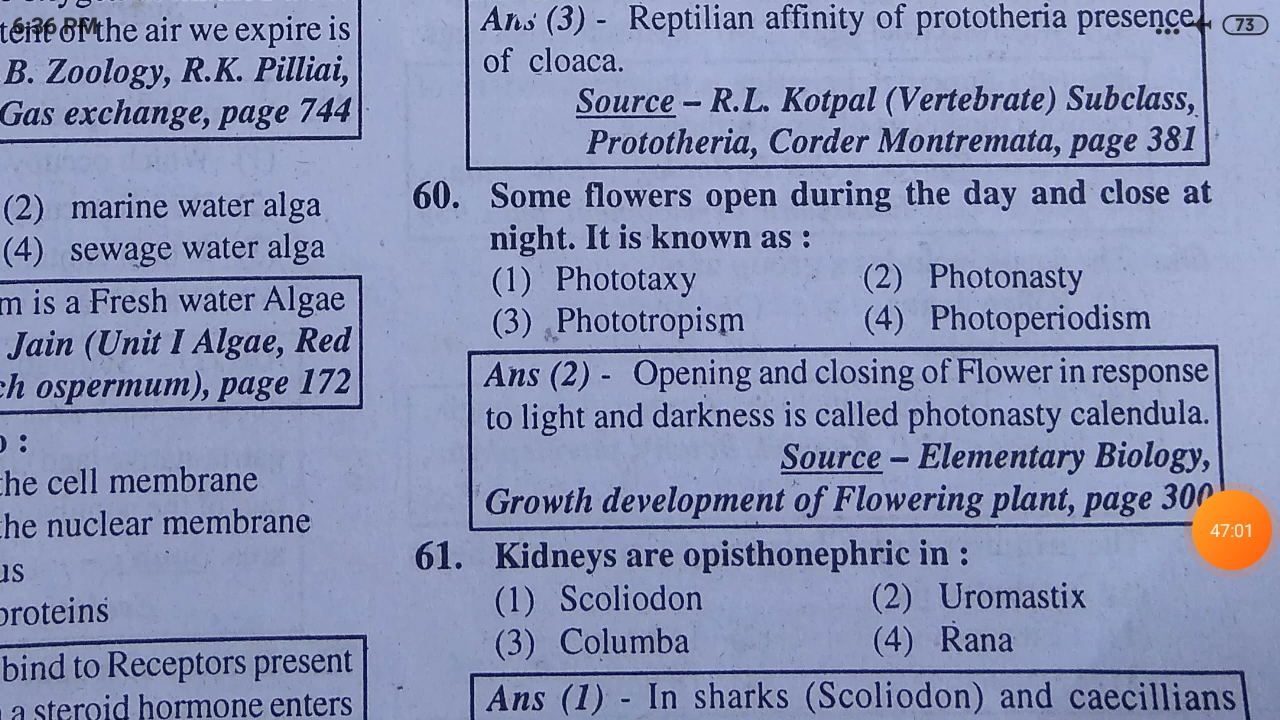 6:36 PM
73
of the air we expire is
B. Zoology, R.K. Pilliai,
Gas exchange, page 744
(2) marine water alga
(4) sewage water alga
m is a Fresh water Algae
Jain (Unit I Algae, Red
ch ospermum), page 172
:
the cell membrane
the nuclear membrane
us
proteins
bind to Receptors present
a steroid hormone enters
Ans (3) - Reptilian affinity of prototheria presence
of cloaca.
Source – R.L. Kotpal (Vertebrate) Subclass,
Prototheria, Corder Montremata, page 381
60. Some flowers open during the day and close at
night. It is known as :
(1) Phototaxy (2) Photonasty
(3) Phototropism (4) Photoperiodism
Ans (2) - Opening and closing of Flower in response
to light and darkness is called photonasty calendula.
Source – Elementary Biology,
Growth development of Flowering plant, page 300
47:01
61. Kidneys are opisthonephric in :
(1) Scoliodon (2) Uromastix
(3) Columba (4) Rana
Ans (1) - In sharks (Scoliodon) and caecillians